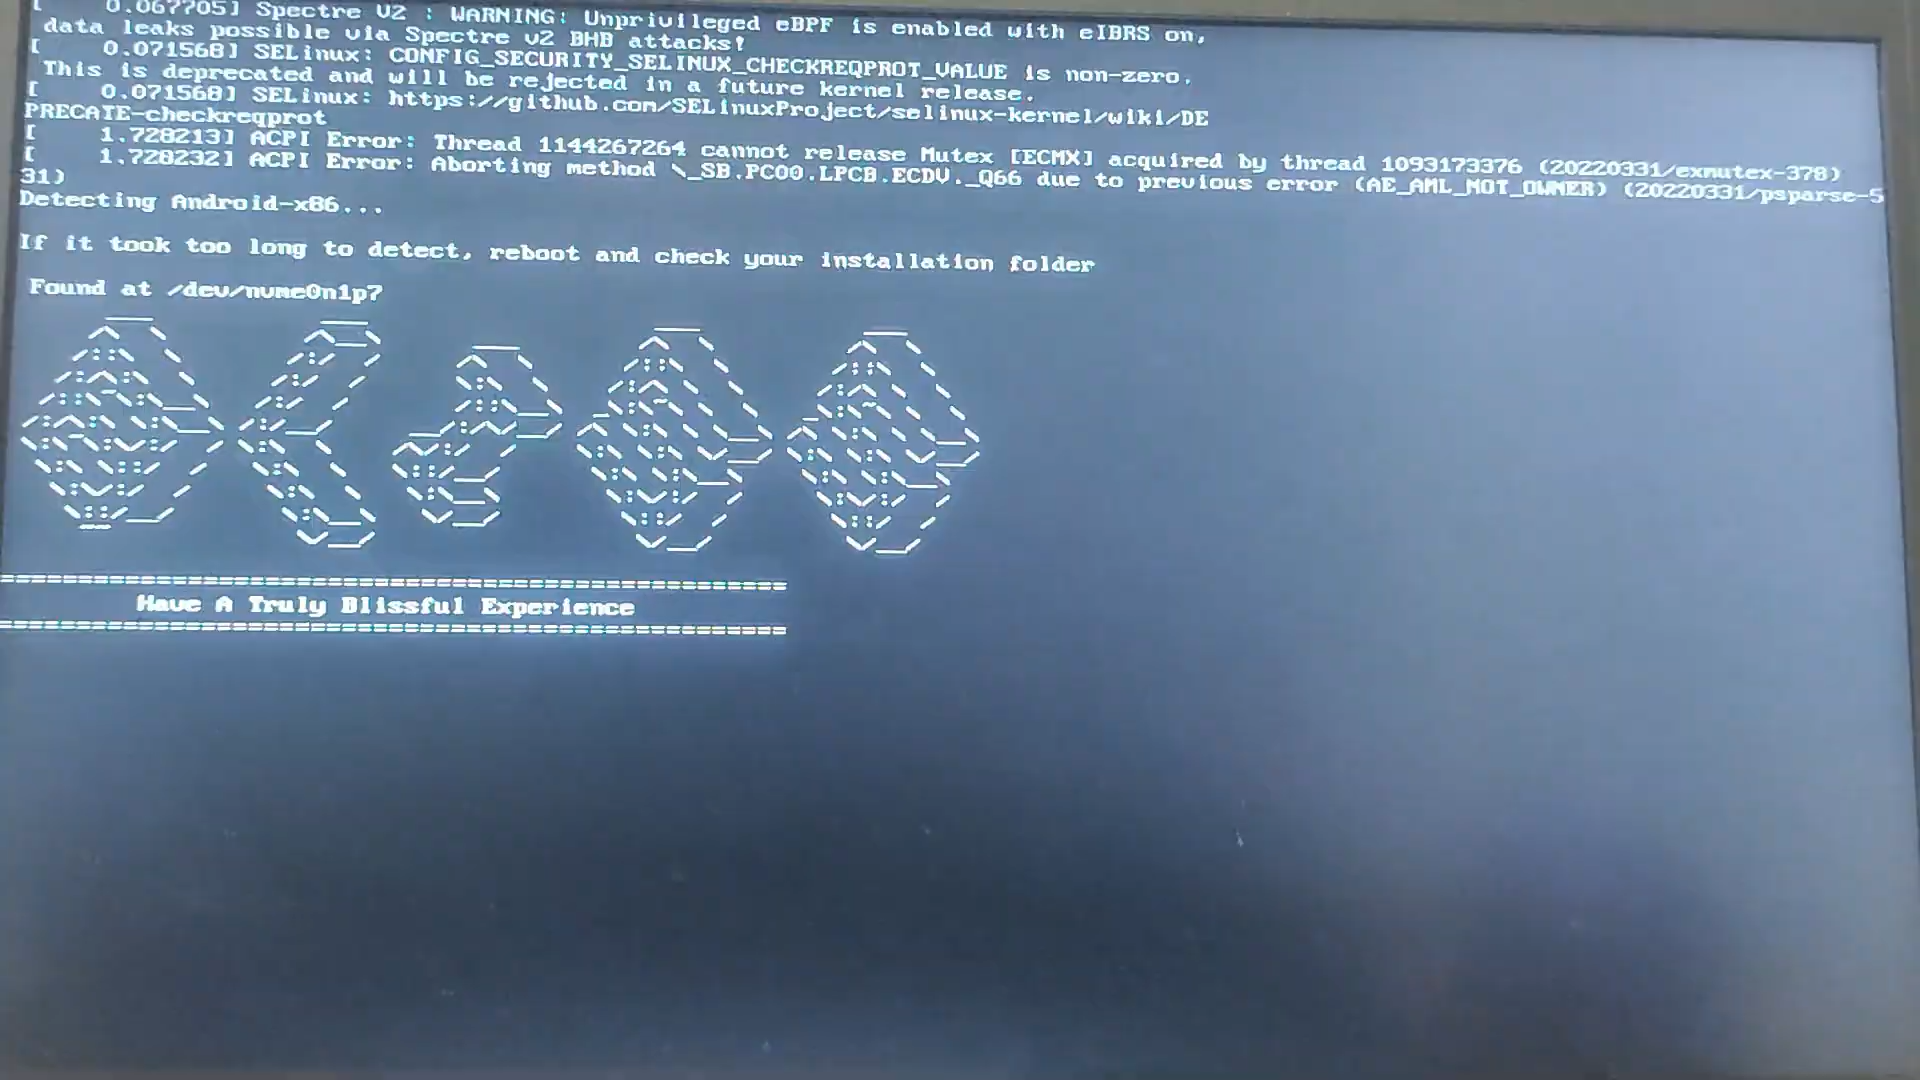 [    0.067705] Spectre V2 : WARNING: Unprivileged eBPF is enabled with eIBRS on,
data leaks possible via Spectre v2 BHB attacks!
[    0.071568] SELinux: CONFIG_SECURITY_SELINUX_CHECKREQPROT_VALUE is non-zero.
This is deprecated and will be rejected in a future kernel release.
[    0.071568] SELinux: https://github.com/SELinuxProject/selinux-kernel/wiki/DE
PRECATE-checkreqprot
[    1.728213] ACPI Error: Thread 1144267264 cannot release Mutex [ECMX] acquired by thread 1093173376 (20220331/exmutex-378)
[    1.728232] ACPI Error: Aborting method \_SB.PC00.LPCB.ECDV._Q66 due to previous error (AE_AML_NOT_OWNER) (20220331/psparse-5
31)
Detecting Android-x86...
If it took too long to detect, reboot and check your installation folder
Found at /dev/nvme0n1p7
Have A Truly Blissful Experience